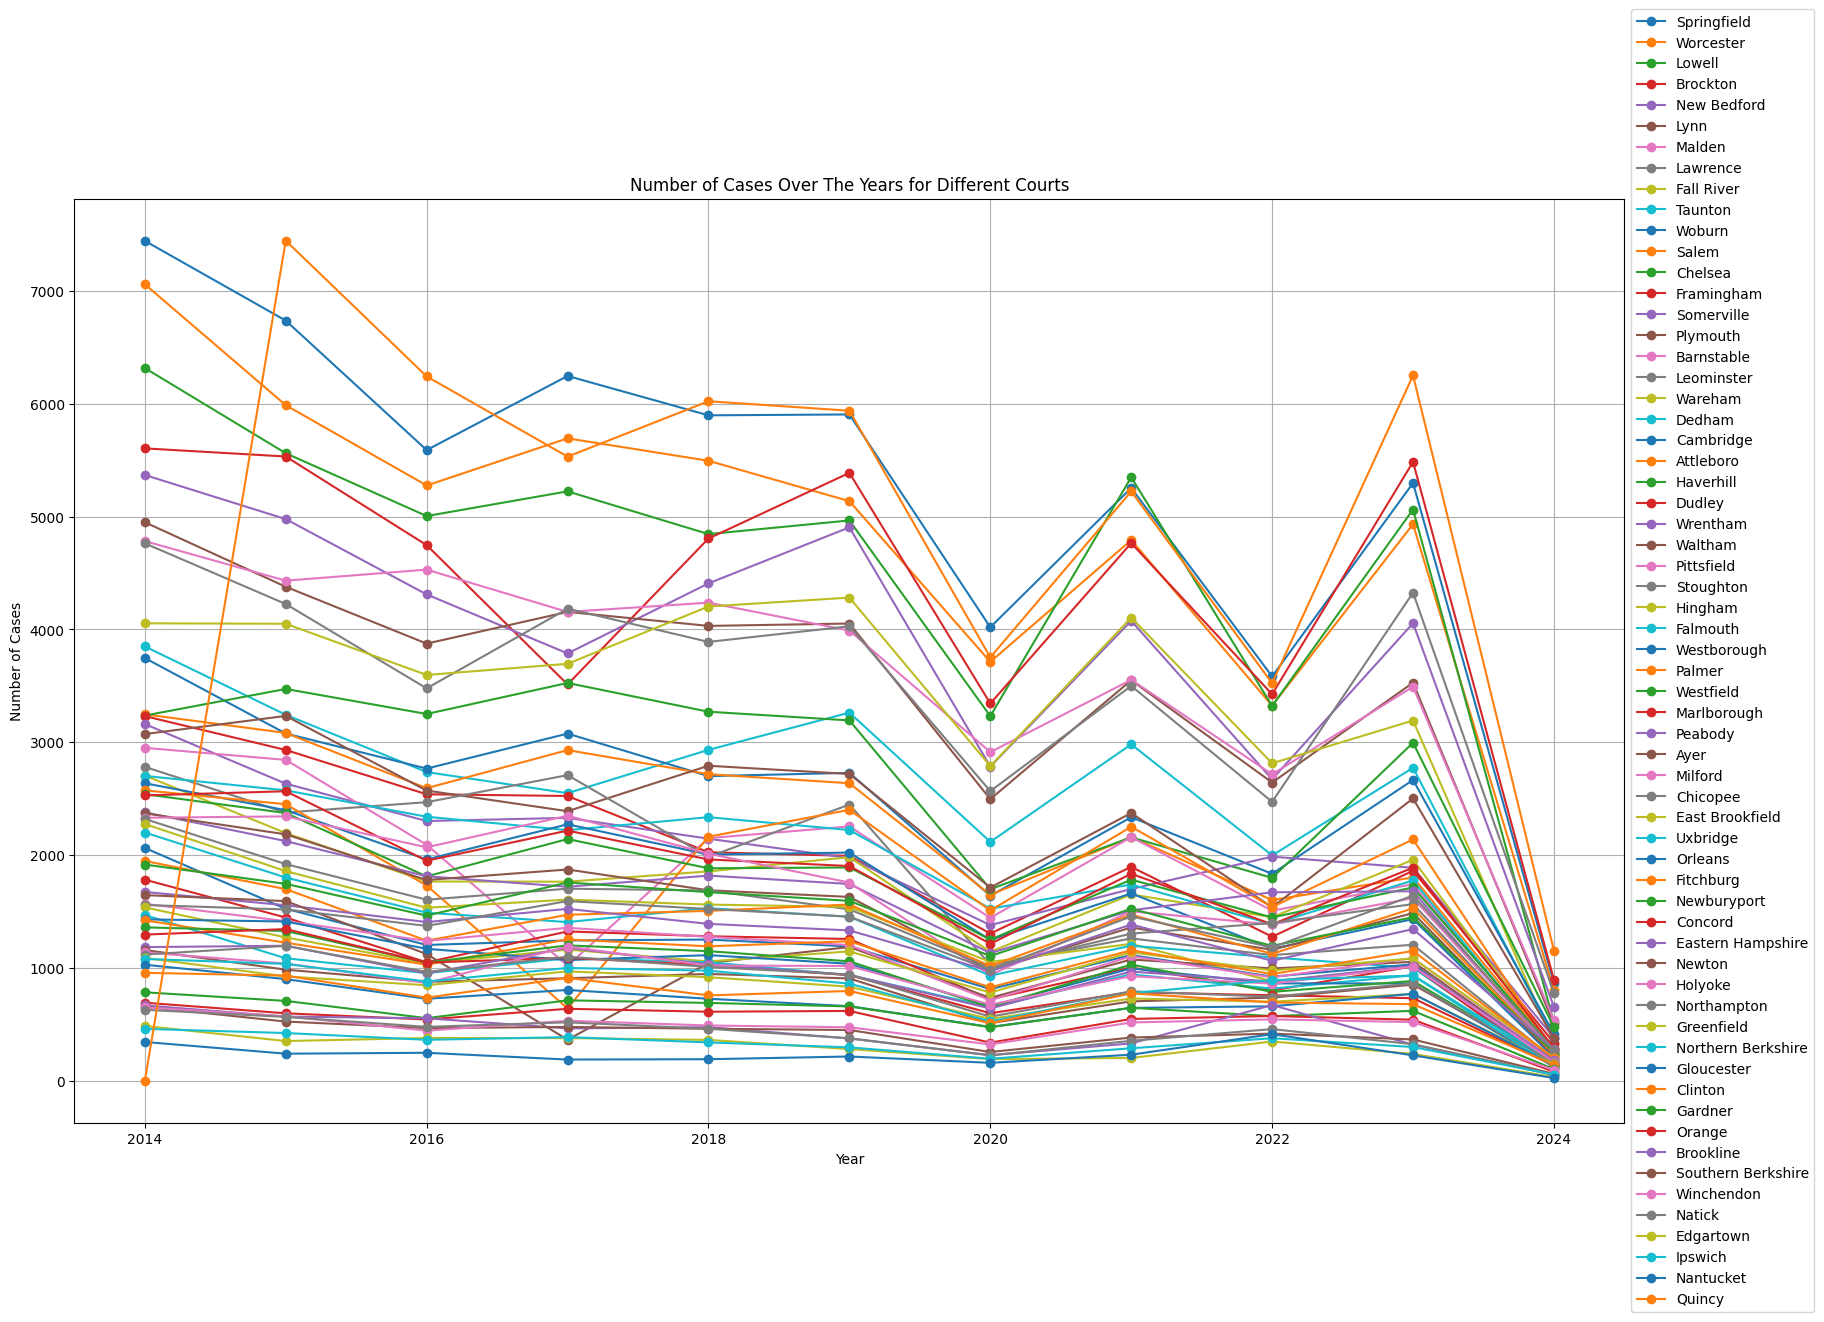 Number of Cases Over The Years for Different Courts
7000
6000
5000
4000
3000
2000
1000
0
Number of Cases
2014
2016
2018
2020
2022
2024
Year
Springfield
Worcester
Lowell
Brockton
New Bedford
Lynn
Malden
Lawrence
Fall River
Taunton
Woburn
Salem
Chelsea
Framingham
Somerville
Plymouth
Barnstable
Leominster
Wareham
Dedham
Cambridge
Attleboro
Haverhill
Dudley
Wrentham
Waltham
Pittsfield
Stoughton
Hingham
Falmouth
Westborough
Palmer
Westfield
Marlborough
Peabody
Ayer
Milford
Chicopee
East Brookfield
Uxbridge
Orleans
Fitchburg
Newburyport
Concord
Eastern Hampshire
Newton
Holyoke
Northampton
Greenfield
Northern Berkshire
Gloucester
Clinton
Gardner
Orange
Brookline
Southern Berkshire
Winchendon
Natick
Edgartown
Ipswich
Nantucket
Quincy